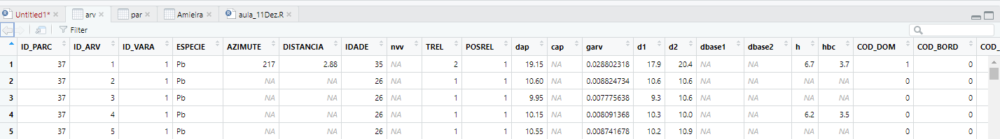 Untitled1* arv par Amieira aula_11Dez.R
Filter
ID_PARC ID_ARV ID_VARA ESPECIE AZIMUTE DISTANCIA IDADE nvv TREL POSREL dap cap garv d1 d2 dbase1 dbase2 h hbc COD_DOM COD_BORD COD_
1 37 1 1 Pb 217 2.88 35 NA 2 1 19.15 NA 0.028802318 17.9 20.4 NA NA 6.7 3.7 1 0
2 37 2 1 Pb NA NA 26 NA 1 1 10.60 NA 0.008824734 10.6 10.6 NA NA NA NA 0 0
3 37 3 1 Pb NA NA 26 NA 1 1 9.95 NA 0.007775638 9.3 10.6 NA NA NA NA 0 0
4 37 4 1 Pb NA NA 26 NA 1 1 10.15 NA 0.008091368 10.3 10.0 NA NA 6.2 3.5 0 0
5 37 5 1 Pb NA NA 26 NA 1 1 10.55 NA 0.008741678 10.2 10.9 NA NA NA NA 0 0